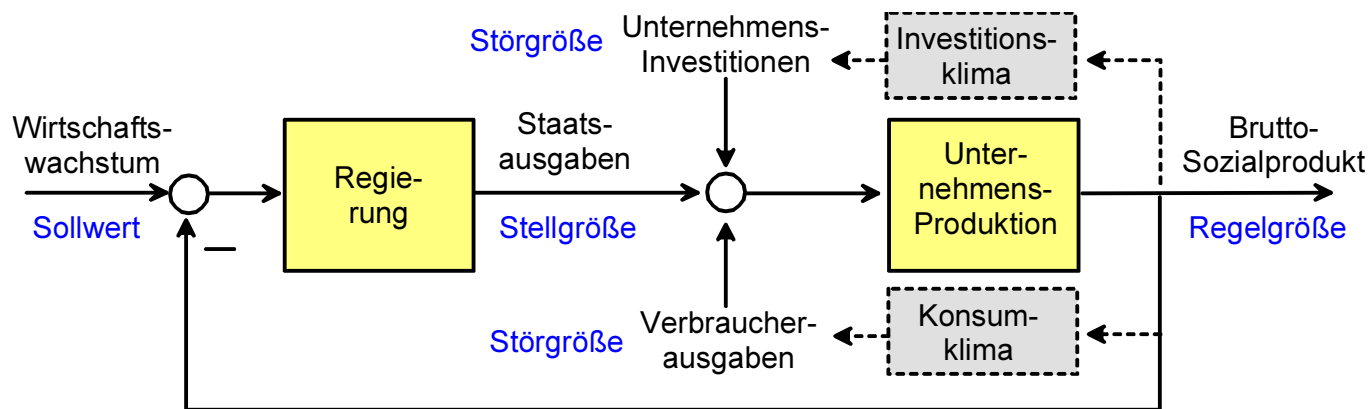 Störgröße
Unternehmens-
Investitionen
Investitions-
klima
Wirtschafts-
wachstum
Sollwert
Regie-
rung
Staats-
ausgaben
Stellgröße
Unter-
nehmens-
Produktion
Brutto-
Sozialprodukt
Regelgröße
Störgröße
Verbraucher-
ausgaben
Konsum-
klima